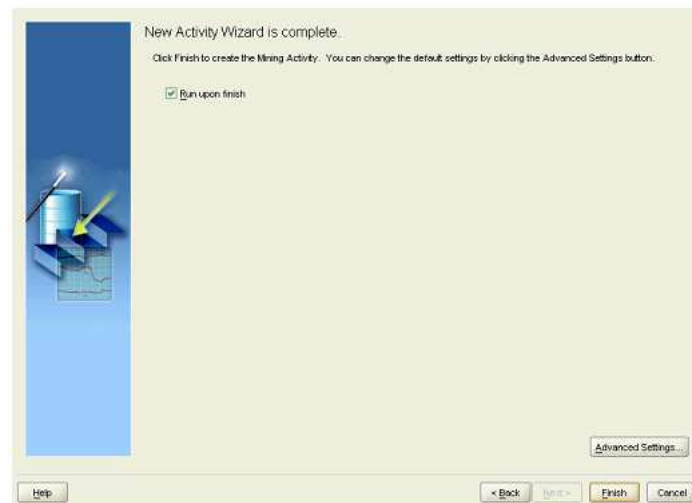 New Activity Wizard is complete.
Click Finish to create the Mining Activity. You can change the default settings by clicking the Advanced Settings button.
Run upon finish
Advanced Settings...
Help
< Back
Next >
Finish
Cancel